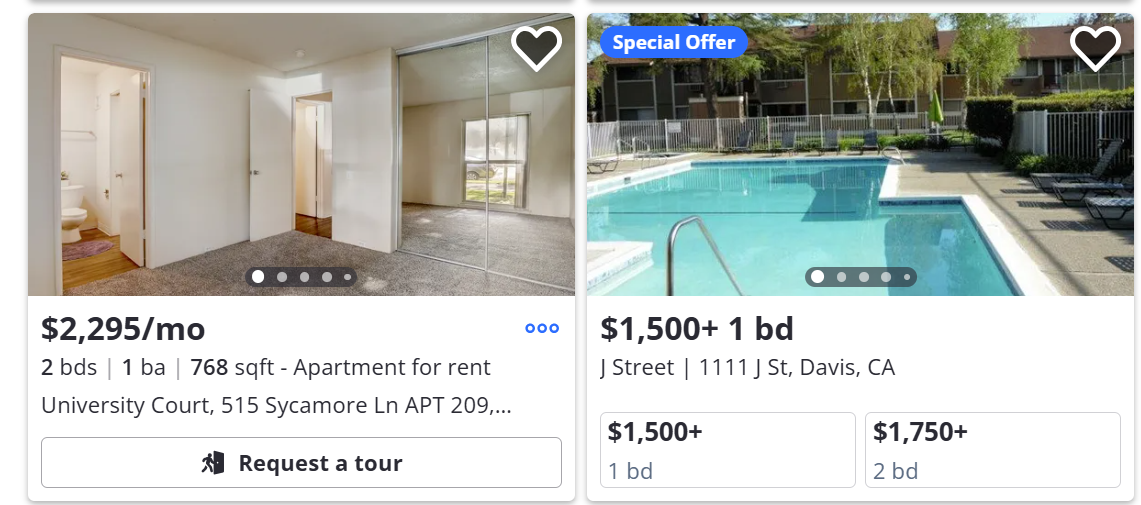 $2,295/mo
2 bds | 1 ba | 768 sqft - Apartment for rent
University Court, 515 Sycamore Ln APT 209,...
Request a tour
Special Offer
$1,500+ 1 bd
J Street | 1111 J St, Davis, CA
$1,500+
1 bd
$1,750+
2 bd